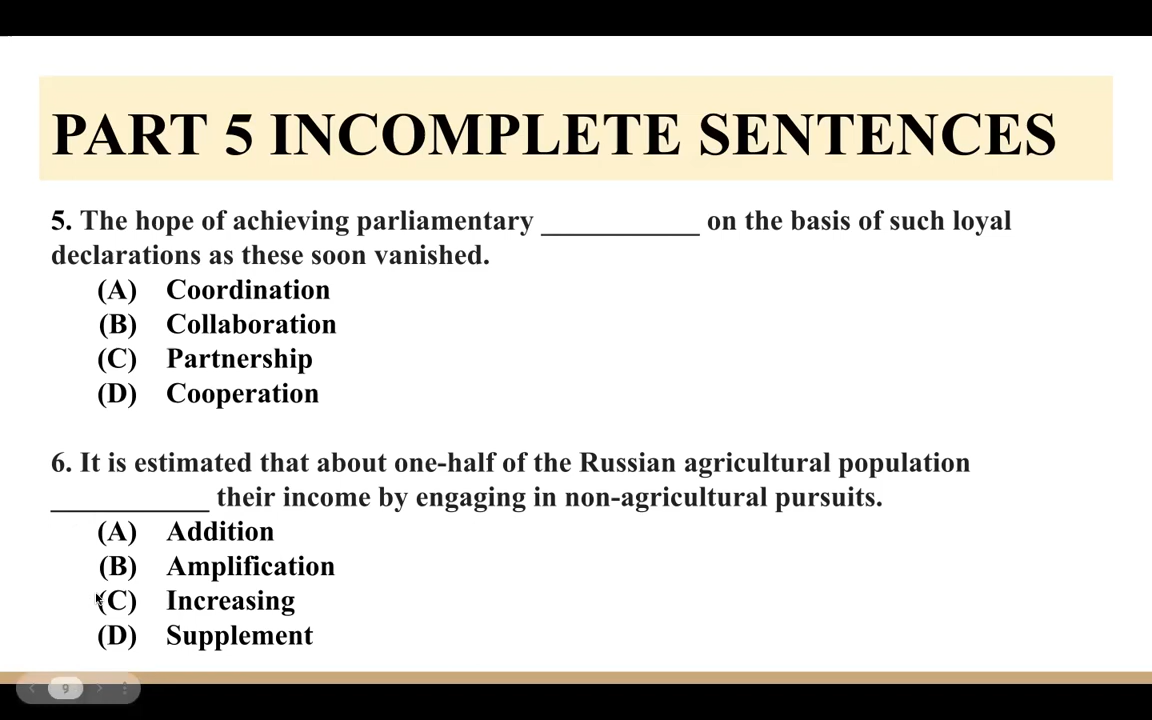 PART 5 INCOMPLETE SENTENCES
5. The hope of achieving parliamentary ___________ on the basis of such loyal
declarations as these soon vanished.
(A) Coordination
(B) Collaboration
(C) Partnership
(D) Cooperation
6. It is estimated that about one-half of the Russian agricultural population
___________ their income by engaging in non-agricultural pursuits.
(A) Addition
(B) Amplification
(C) Increasing
(D) Supplement
9